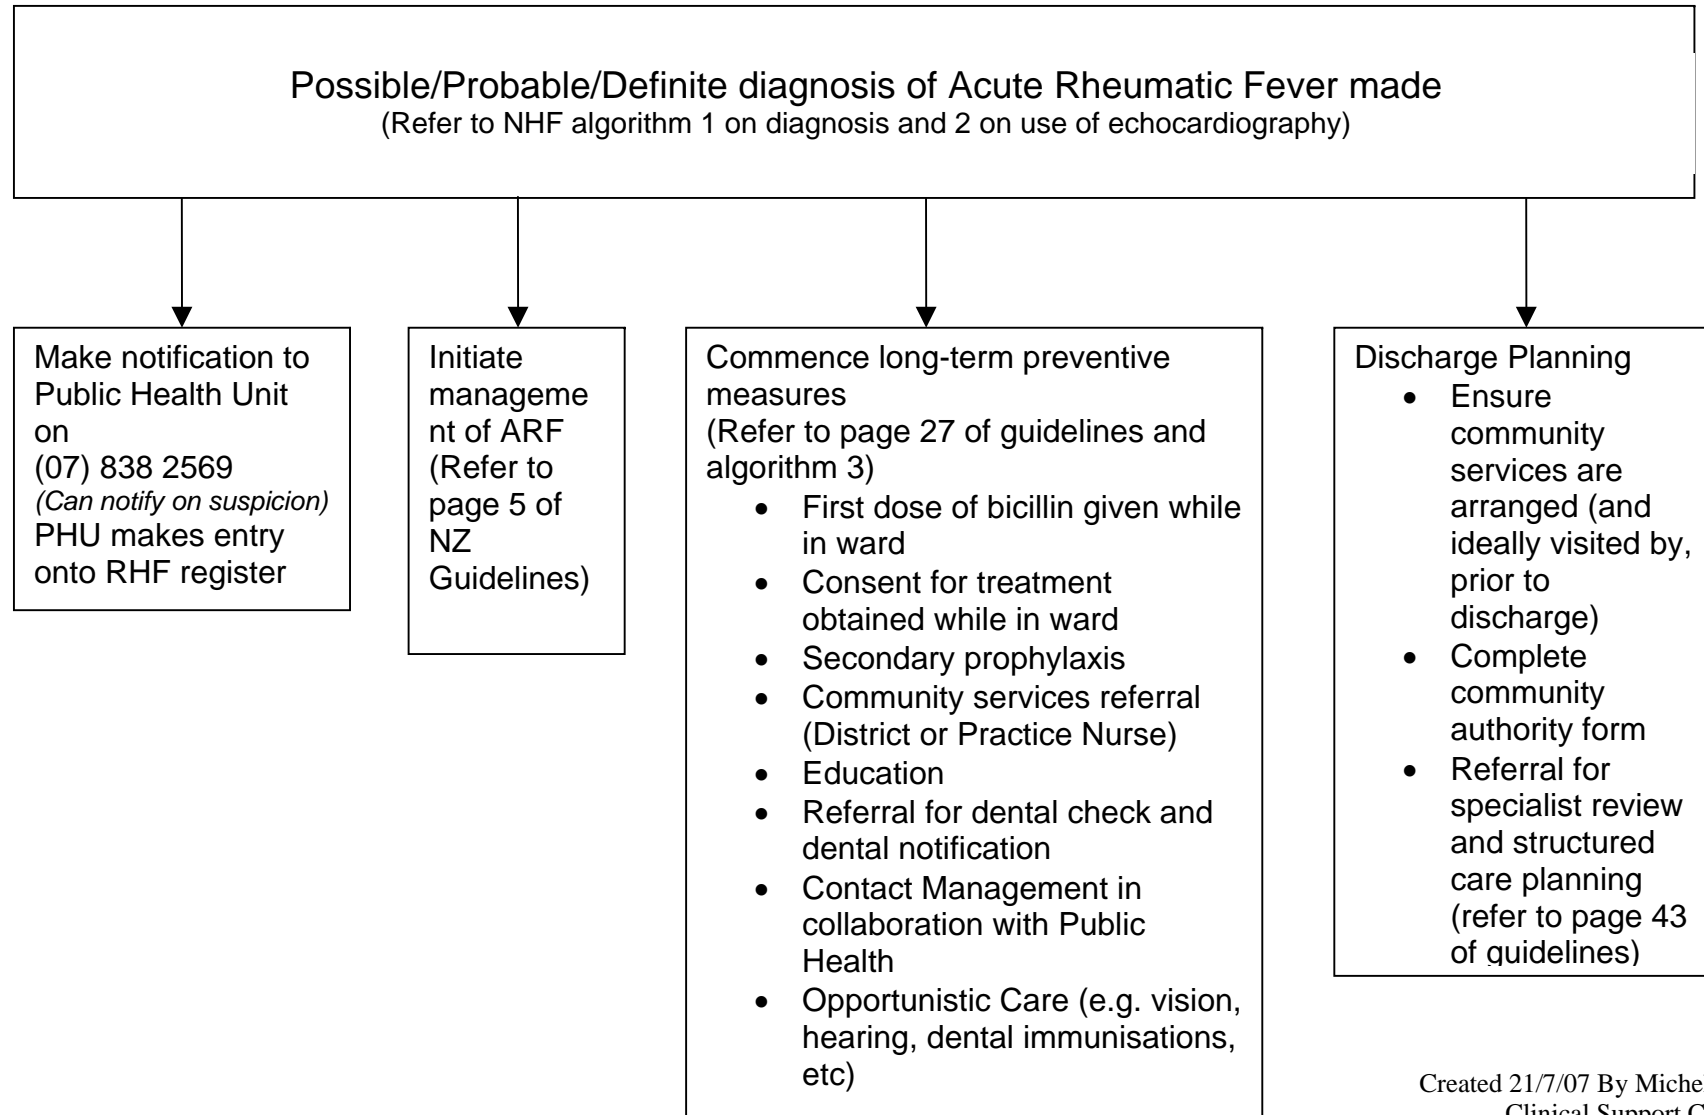 Possible/Probable/Definite diagnosis of Acute Rheumatic Fever made
(Refer to NHF algorithm 1 on diagnosis and 2 on use of echocardiography)
Make notification to
Public Health Unit
on
(07) 838 2569
(Can notify on suspicion)
PHU makes entry
onto RHF register
Initiate
manageme
nt of ARF
(Refer to
page 5 of
NZ
Guidelines)
Commence long-term preventive
measures
(Refer to page 27 of guidelines and
algorithm 3)
• First dose of bicillin given while
in ward
• Consent for treatment
obtained while in ward
• Secondary prophylaxis
• Community services referral
(District or Practice Nurse)
• Education
• Referral for dental check and
dental notification
• Contact Management in
collaboration with Public
Health
• Opportunistic Care (e.g. vision,
hearing, dental immunisations,
etc)
Discharge Planning
• Ensure
community
services are
arranged (and
ideally visited by,
prior to
discharge)
• Complete
community
authority form
• Referral for
specialist review
and structured
care planning
(refer to page 43
of guidelines)
Created 21/7/07 By
Clinical Support